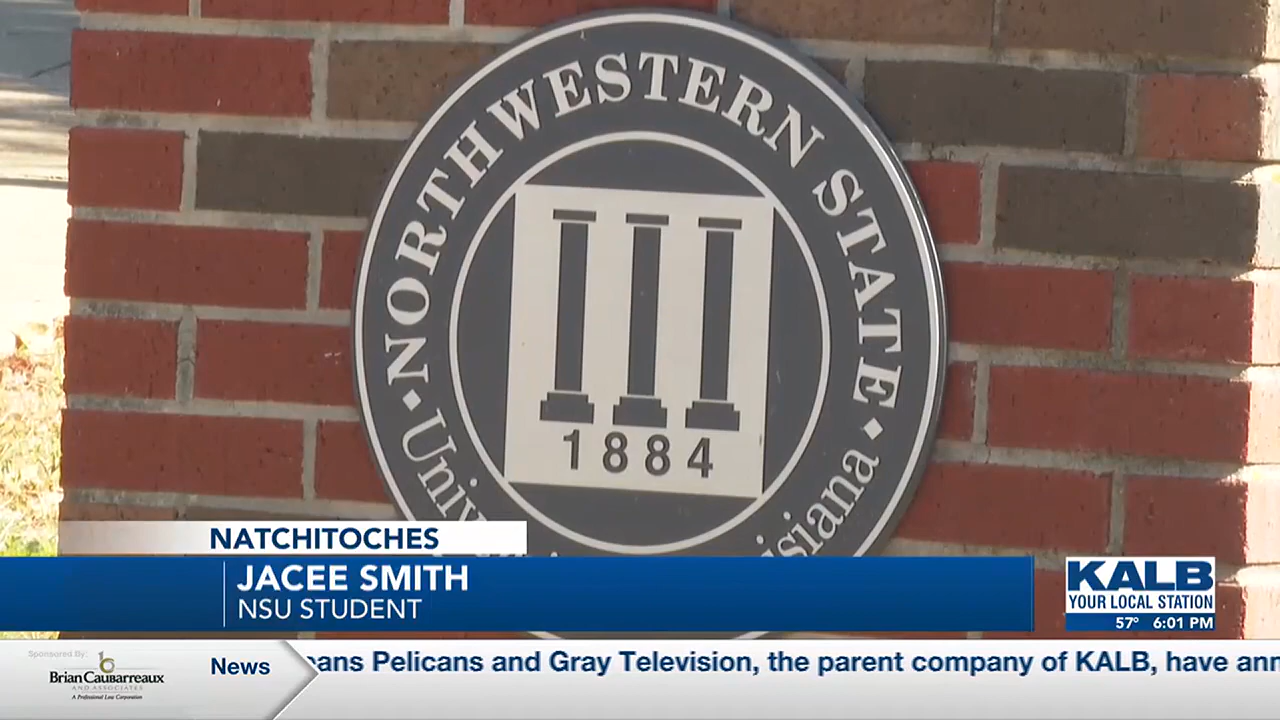 NORTHWESTERN STATE
1884
NATCHITOCHES
JACEE SMITH
NSU STUDENT
KALB
YOUR LOCAL STATION
57° 6:01 PM
Sponsored By:
Brian Caubarreaux
AND ASSOCIATES
A Professional Law Corporation
News
eans Pelicans and Gray Television, the parent company of KALB, have ann